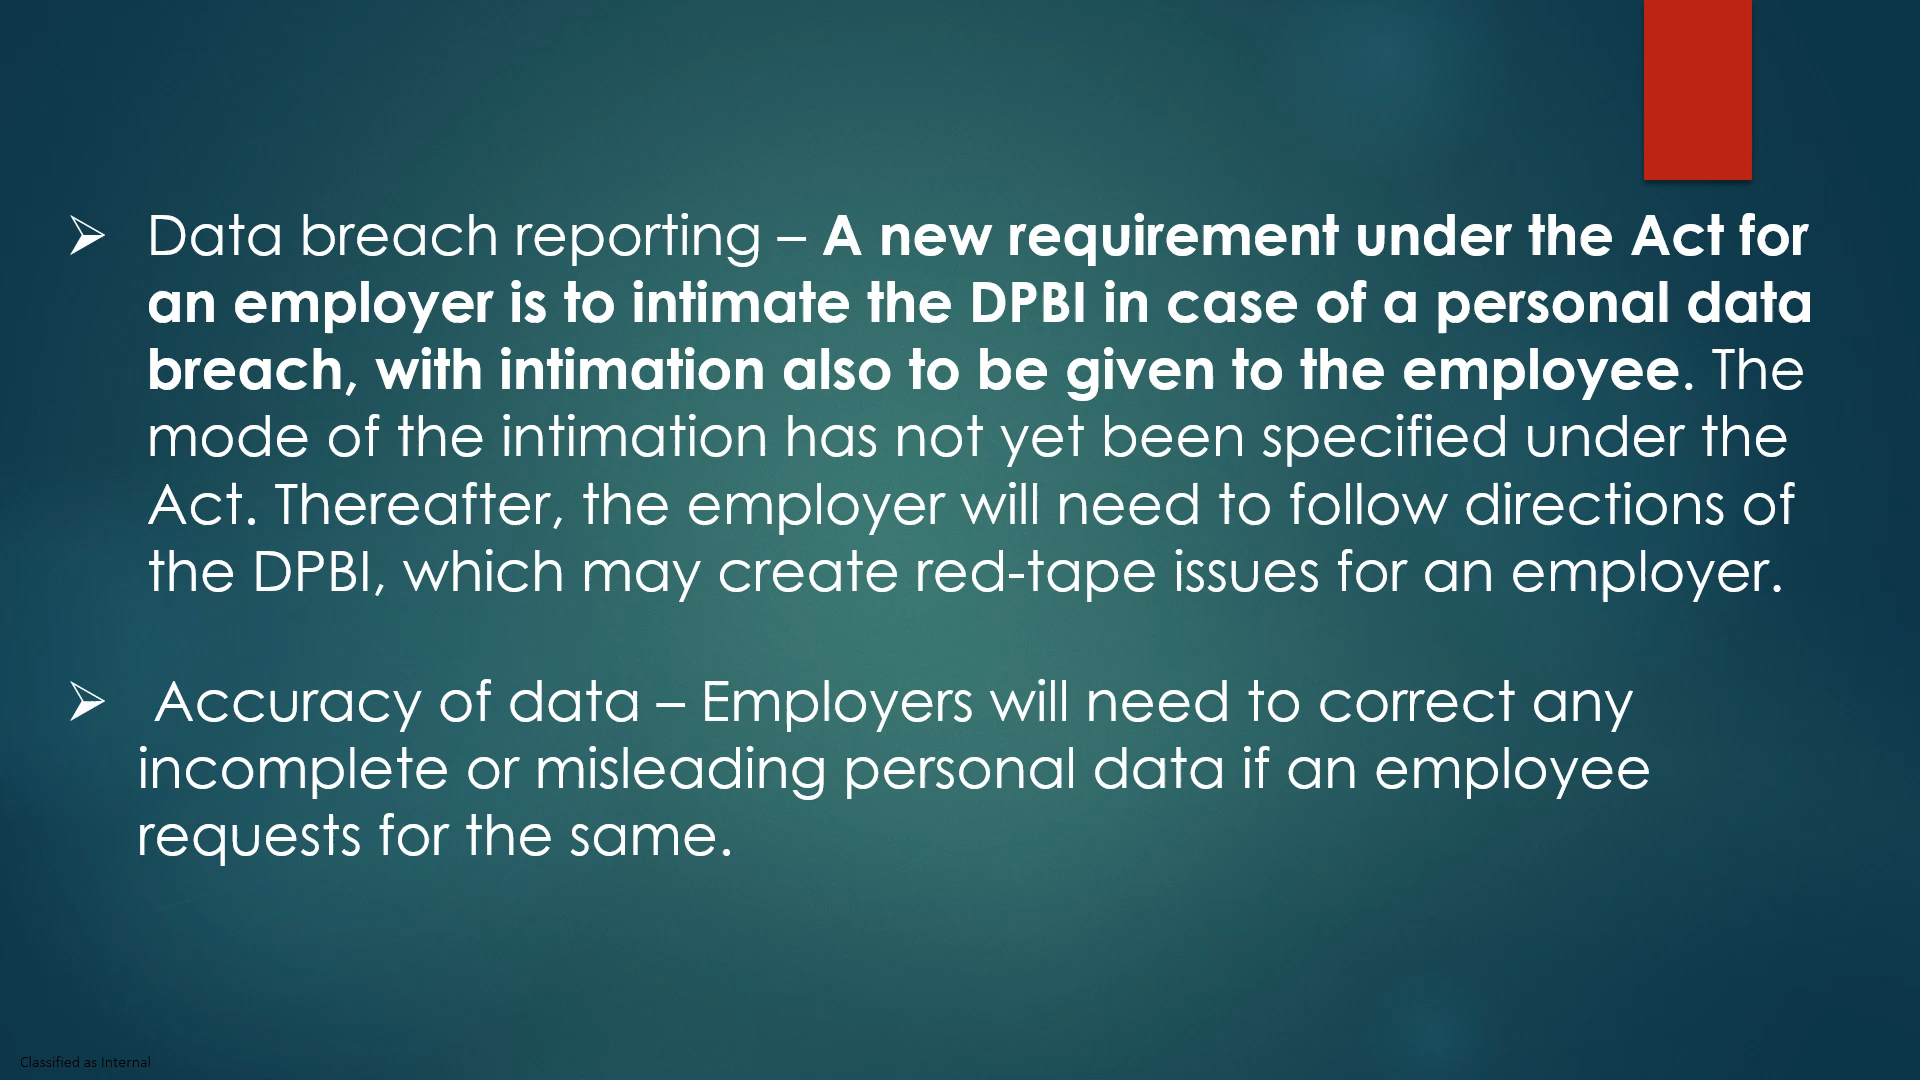 ➢ Data breach reporting – A new requirement under the Act for
an employer is to intimate the DPBI in case of a personal data
breach, with intimation also to be given to the employee. The
mode of the intimation has not yet been specified under the
Act. Thereafter, the employer will need to follow directions of
the DPBI, which may create red-tape issues for an employer.
➢ Accuracy of data – Employers will need to correct any
incomplete or misleading personal data if an employee
requests for the same.
Classified as Internal